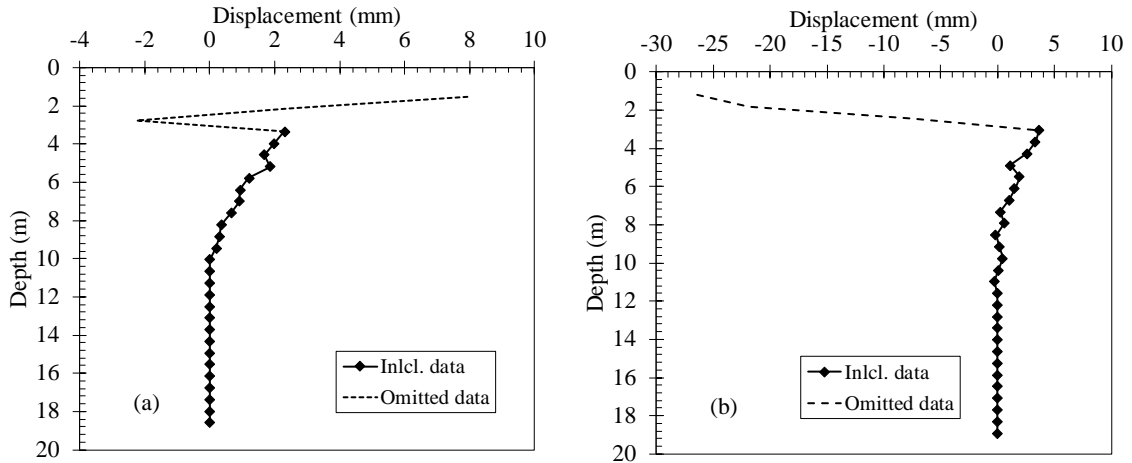 Displacement (mm)
-4 -2 0 2 4 6 8 10
0
2
4
6
8
10
12
14
16
18
20
Depth (m)
Inlcl. data
Omitted data
(a)
Displacement (mm)
-30 -25 -20 -15 -10 -5 0 5 10
0
2
4
6
8
10
12
14
16
18
20
Depth (m)
Inlcl. data
Omitted data
(b)